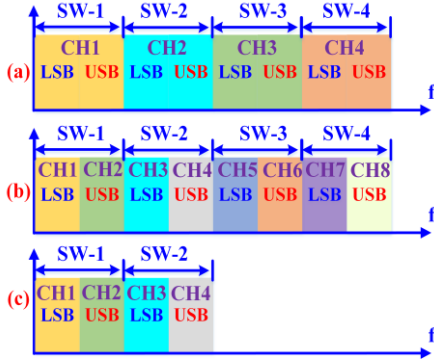 SW-1 SW-2 SW-3 SW-4
CH1 CH2 CH3 CH4
(a) LSB USB LSB USB LSB USB LSB USB
f
SW-1 SW-2 SW-3 SW-4
CH1 CH2 CH3 CH4 CH5 CH6 CH7 CH8
(b) LSB USB LSB USB LSB USB LSB USB
f
SW-1 SW-2
CH1 CH2 CH3 CH4
(c) LSB USB LSB USB
f